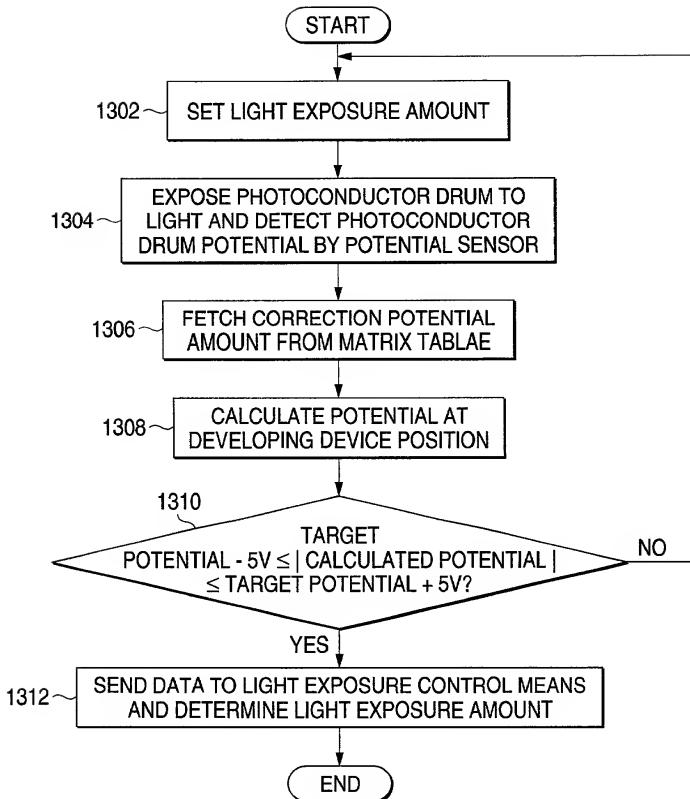 START
1302
SET LIGHT EXPOSURE AMOUNT
1304
EXPOSE PHOTOCONDUCTOR DRUM TO
LIGHT AND DETECT PHOTOCONDUCTOR
DRUM POTENTIAL BY POTENTIAL SENSOR
1306
FETCH CORRECTION POTENTIAL
AMOUNT FROM MATRIX TABLAE
1308
CALCULATE POTENTIAL AT
DEVELOPING DEVICE POSITION
1310
TARGET
POTENTIAL - 5V ≤ | CALCULATED POTENTIAL |
≤ TARGET POTENTIAL + 5V?
NO
YES
1312
SEND DATA TO LIGHT EXPOSURE CONTROL MEANS
AND DETERMINE LIGHT EXPOSURE AMOUNT
END